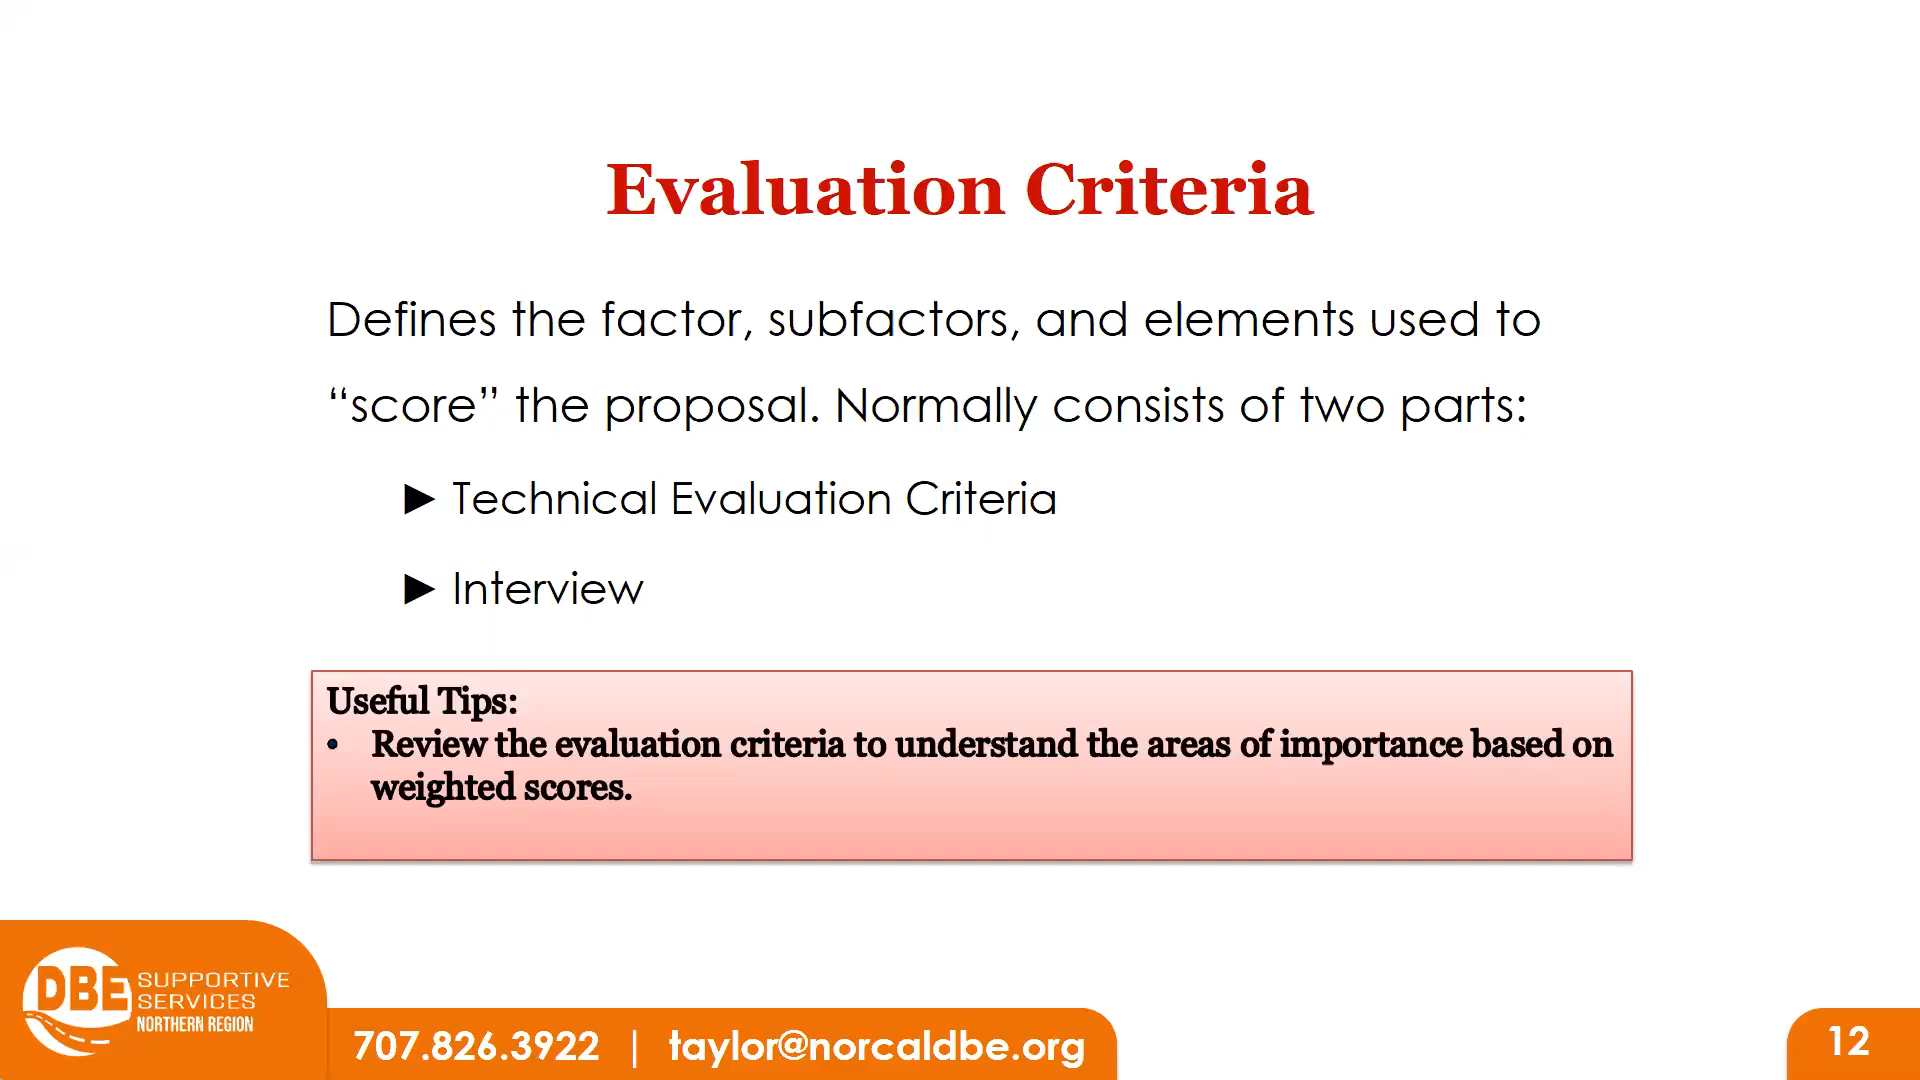 Evaluation Criteria
Defines the factor, subfactors, and elements used to
“score” the proposal. Normally consists of two parts:
► Technical Evaluation Criteria
► Interview
Useful Tips:
• Review the evaluation criteria to understand the areas of importance based on
weighted scores.
DBE SUPPORTIVE
SERVICES
NORTHERN REGION
707.826.3922 | taylor@norcaldbe.org
12